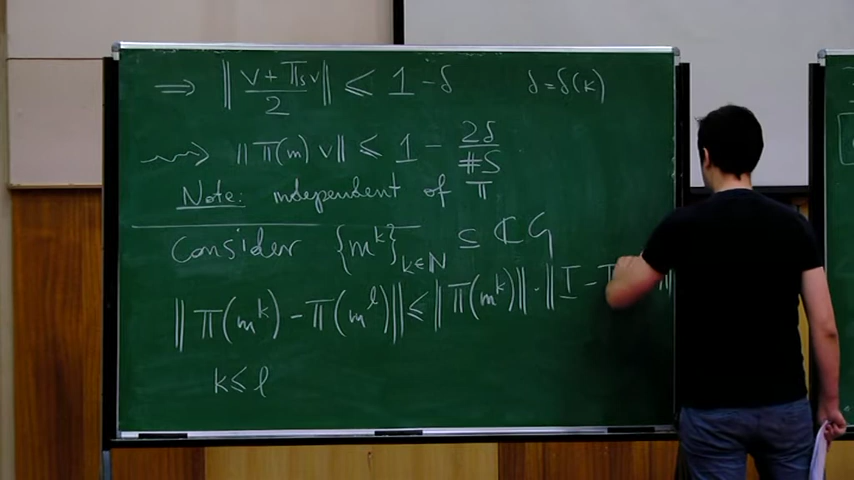 ⟹ ‖ (v + π_s v)/2 ‖ ≤ 1 - δ    δ = δ(k)
⇝ ‖π(m) v‖ ≤ 1 - 2δ/#S
Note: independent of π
Consider {m^k}_{k∈ℕ} ⊆ ℂG
‖π(m^k) - π(m^l)‖ ≤ ‖π(m^k)‖ · ‖I - π
k ≤ l